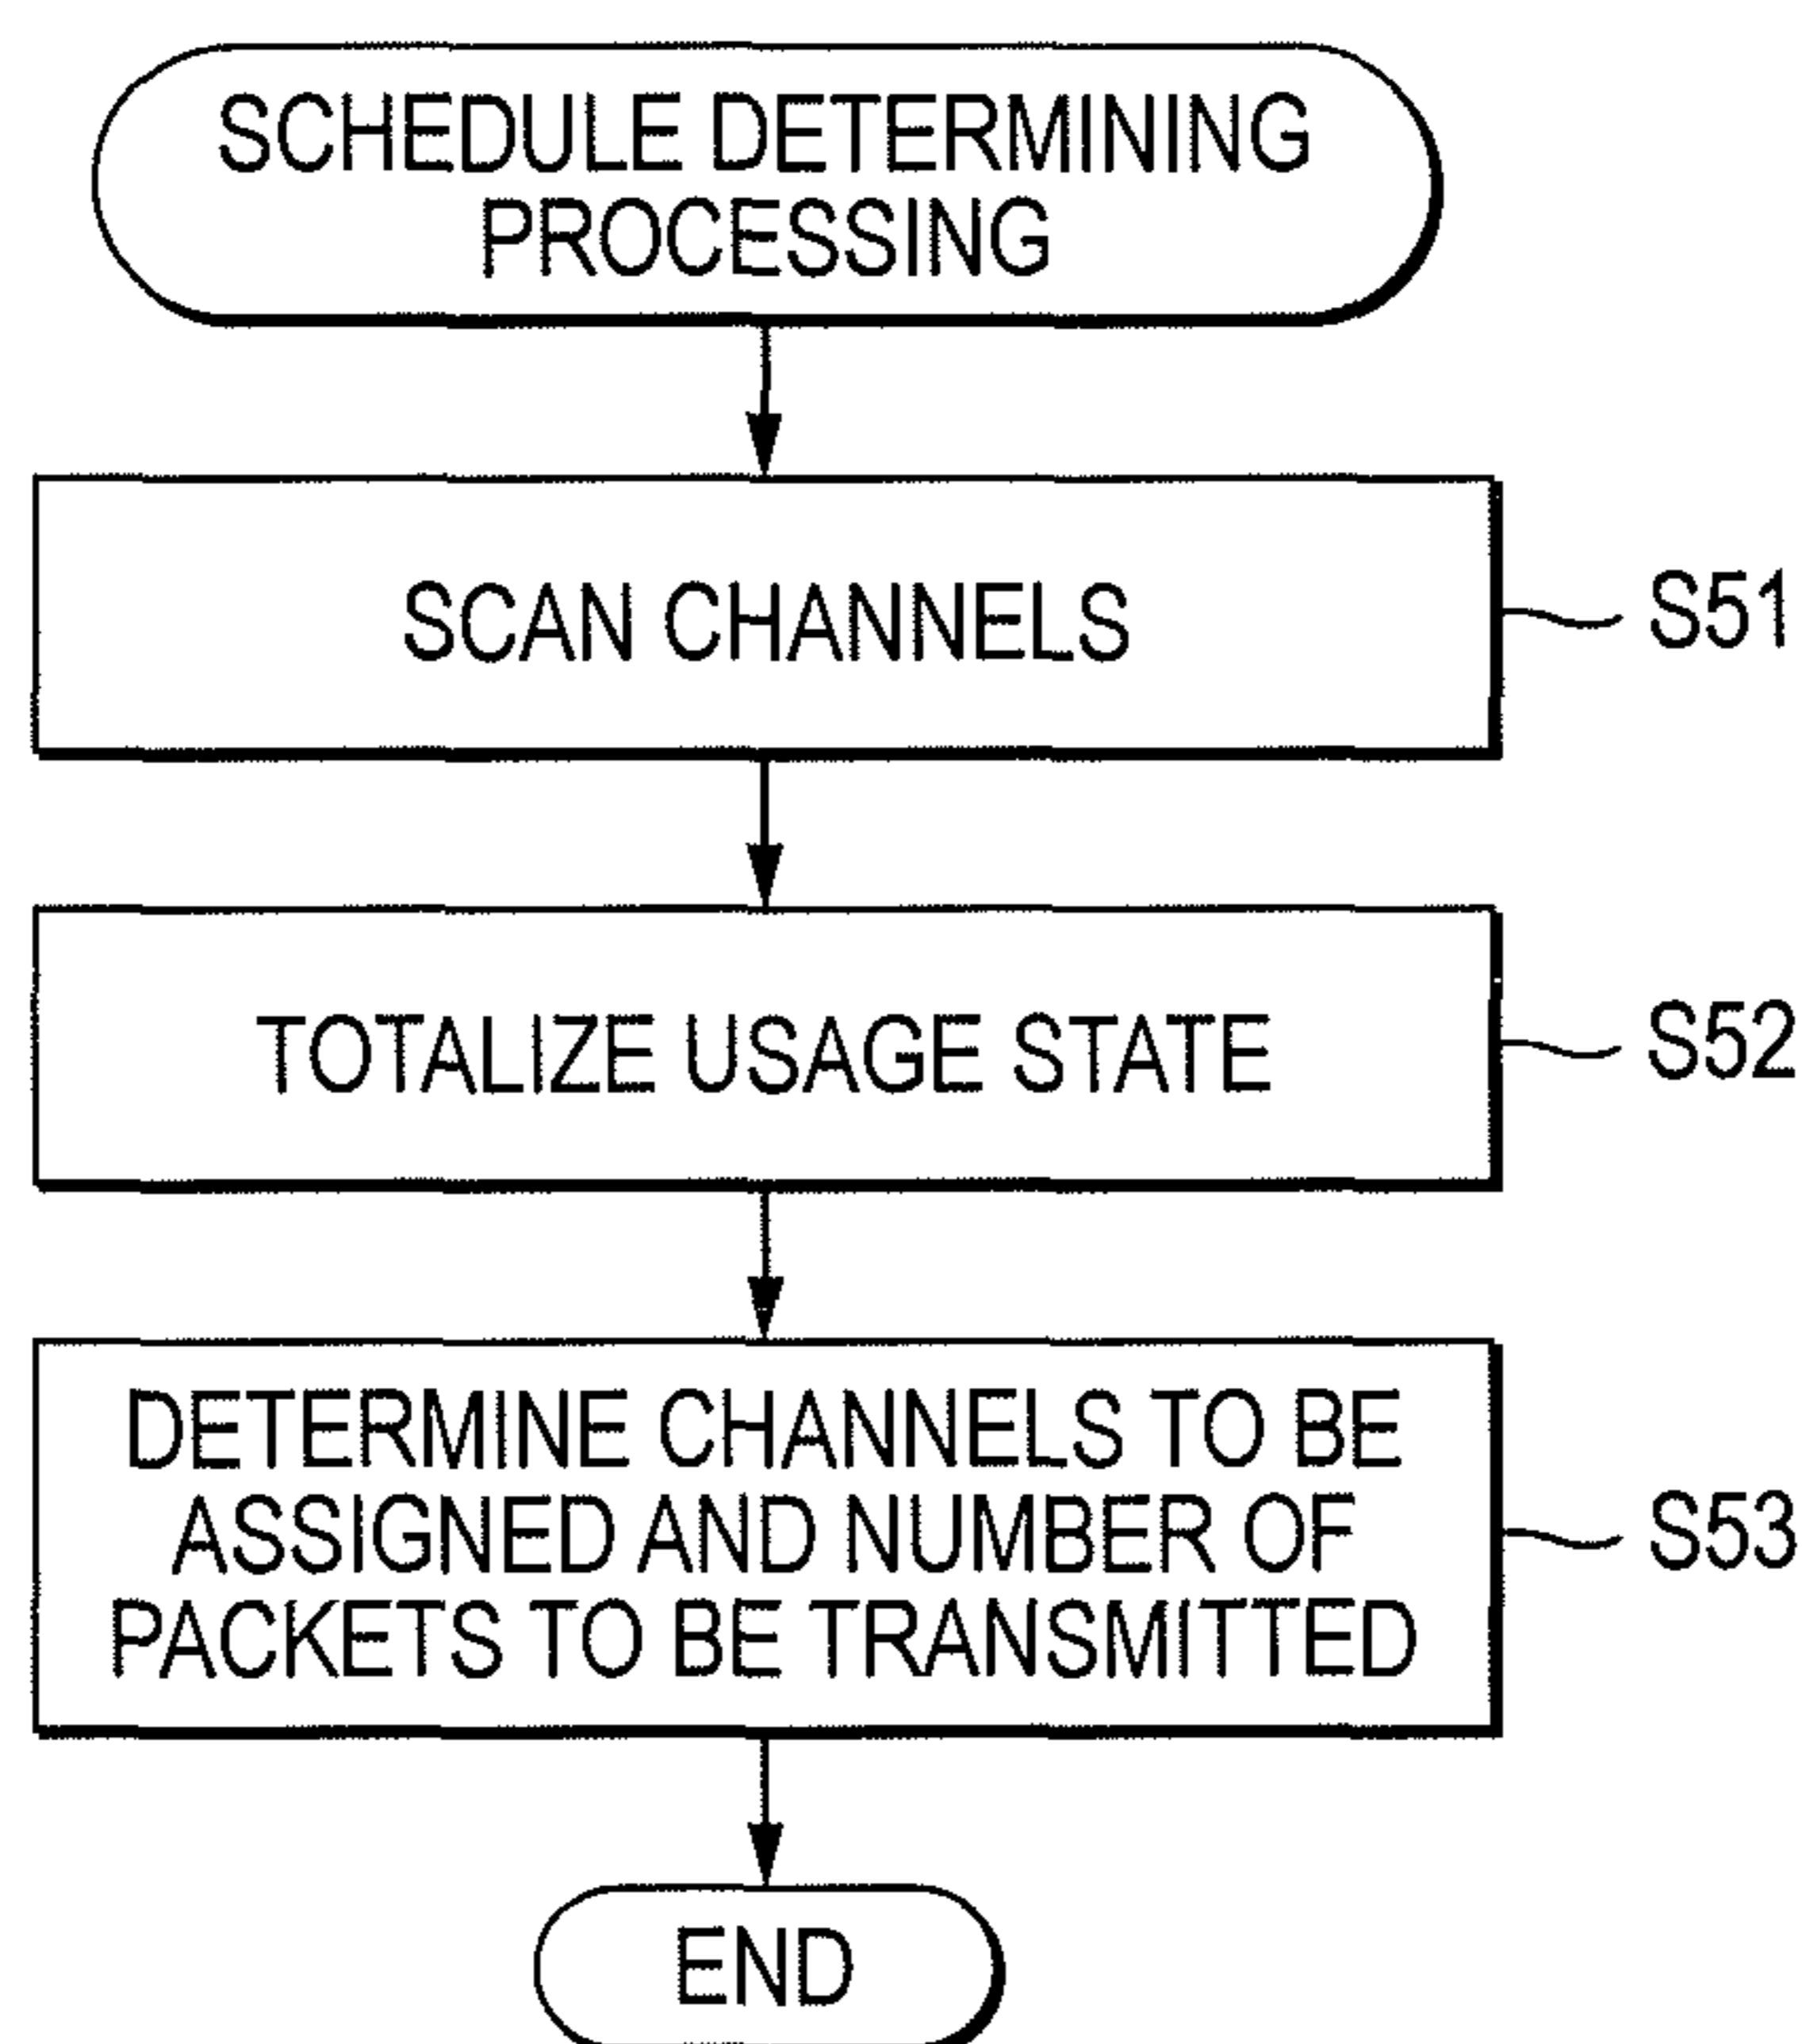 SCHEDULE DETERMINING
PROCESSING
SCAN CHANNELS
S51
TOTALIZE USAGE STATE
S52
DETERMINE CHANNELS TO BE
ASSIGNED AND NUMBER OF
PACKETS TO BE TRANSMITTED
S53
END